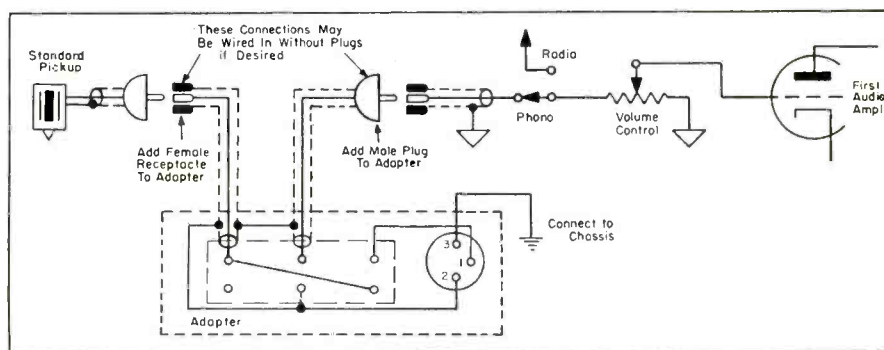 These Connections May
Be Wired In Without Plugs
if Desired
Standard
Pickup
Radio
Phono
Volume
Control
First
Audio
Ampl
Add Female
Receptacle
To Adapter
Add Male Plug
To Adapter
Connect to
Chassis
3
1
2
Adapter